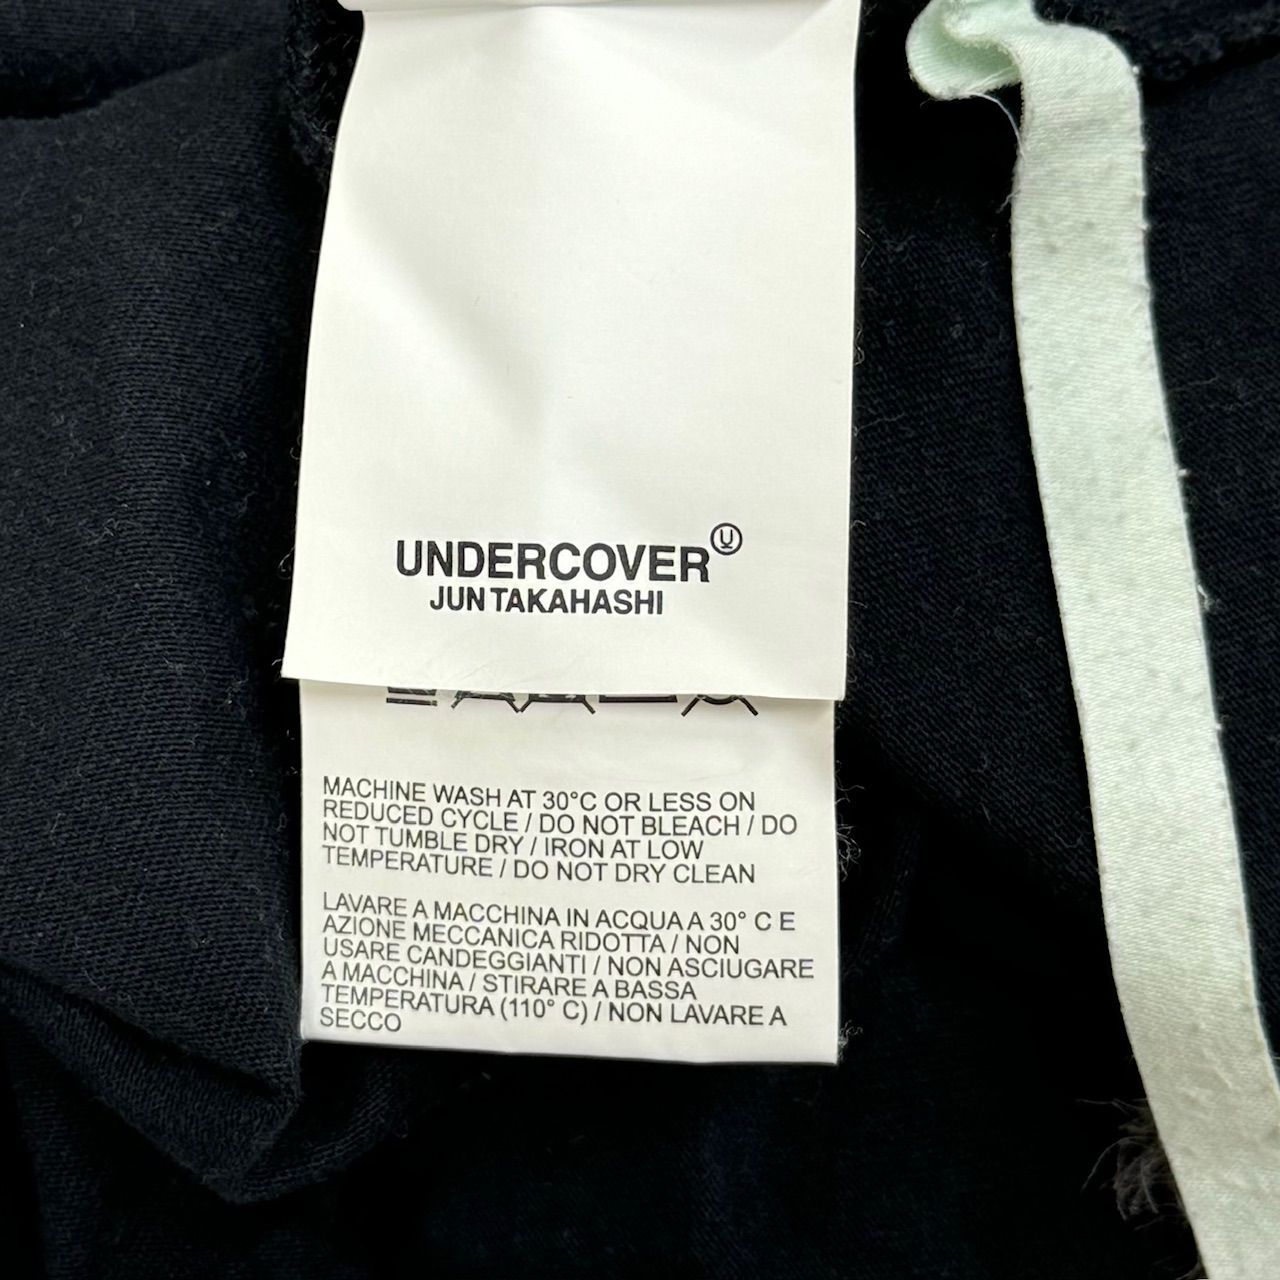 UNDERCOVER U
JUN TAKAHASHI
MACHINE WASH AT 30°C OR LESS ON
REDUCED CYCLE / DO NOT BLEACH / DO
NOT TUMBLE DRY / IRON AT LOW
TEMPERATURE / DO NOT DRY CLEAN
LAVARE A MACCHINA IN ACQUA A 30° C E
AZIONE MECCANICA RIDOTTA / NON
USARE CANDEGGIANTI / NON ASCIUGARE
A MACCHINA / STIRARE A BASSA
TEMPERATURA (110° C) / NON LAVARE A
SECCO